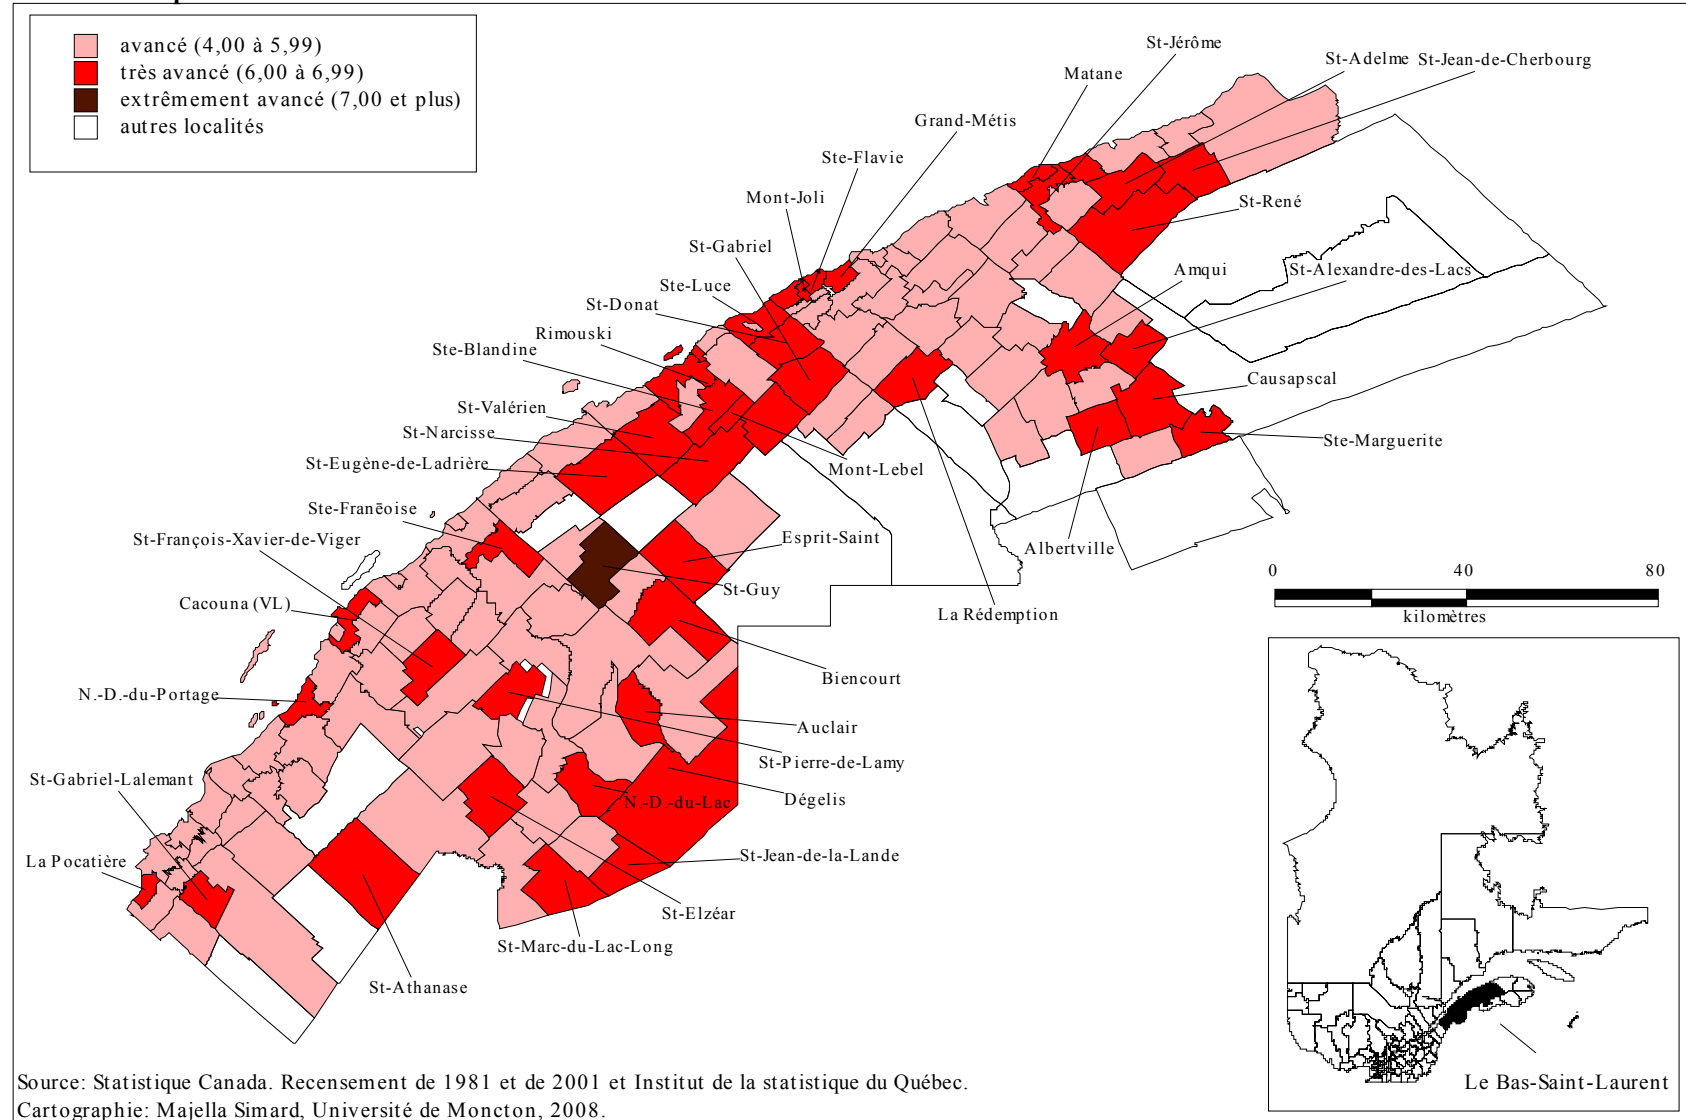 avancé (4,00 à 5,99)
très avancé (6,00 à 6,99)
extrêmement avancé (7,00 et plus)
autres localités
St-Jérôme
Matane
St-Adelme
St-Jean-de-Cherbourg
Grand-Métis
Ste-Flavie
Mont-Joli
St-René
St-Gabriel
Amqui
St-Alexandre-des-Lacs
Ste-Luce
St-Donat
Rimouski
Ste-Blandine
Causapscal
St-Valérien
St-Narcisse
Ste-Marguerite
St-Eugène-de-Ladrière
Mont-Lebel
Ste-Franēoise
St-François-Xavier-de-Viger
Esprit-Saint
Albertville
St-Guy
Cacouna (VL)
La Rédemption
0 40 80
kilomètres
Biencourt
N.-D.-du-Portage
Auclair
St-Pierre-de-Lamy
St-Gabriel-Lalemant
N.-D.-du-Lac
Dégelis
La Pocatière
St-Jean-de-la-Lande
St-Elzéar
St-Marc-du-Lac-Long
St-Athanase
Le Bas-Saint-Laurent
Source: Statistique Canada. Recensement de 1981 et de 2001 et Institut de la statistique du Québec.
Cartographie: Majella Simard, Université de Moncton, 2008.